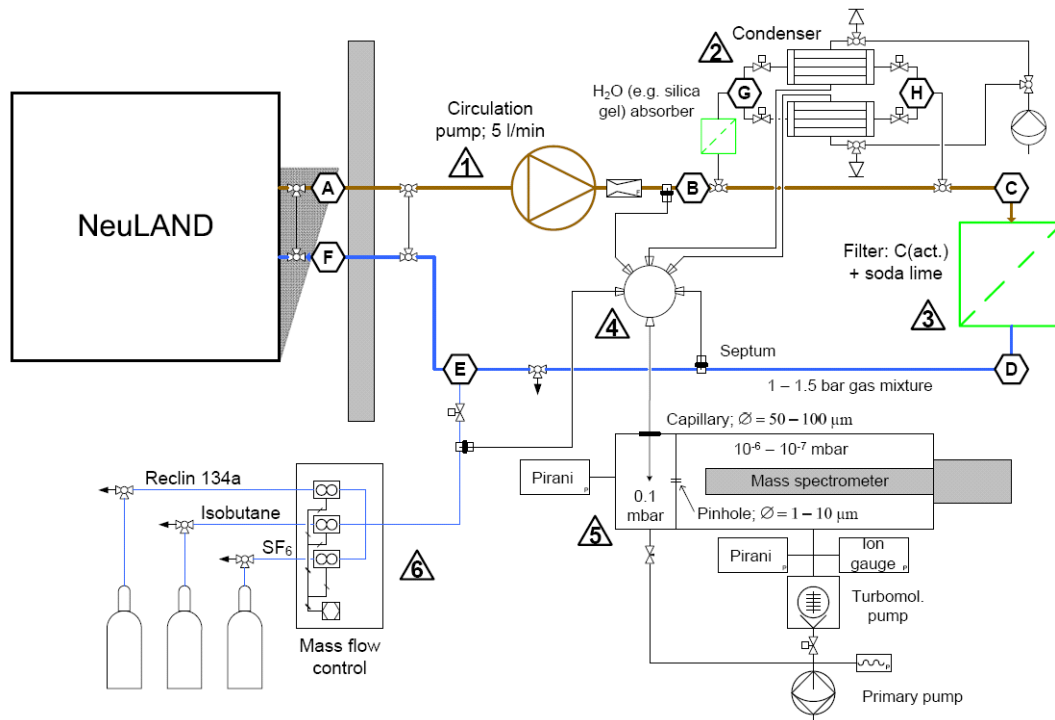 Condenser
2
G
H
H₂O (e.g. silica
gel) absorber
Circulation
pump; 5 l/min
1
P
A
B
C
NeuLAND
F
Filter: C(act.)
+ soda lime
3
4
Septum
E
D
1 – 1.5 bar gas mixture
Capillary; Ø = 50 – 100 μm
10⁻⁶ – 10⁻⁷ mbar
Pirani
P
Mass spectrometer
0.1
mbar
Pinhole; Ø = 1 – 10 μm
5
Reclin 134a
Isobutane
SF₆
6
Pirani
P
Ion
gauge
P
Turbomol.
pump
Mass flow
control
P
Primary pump